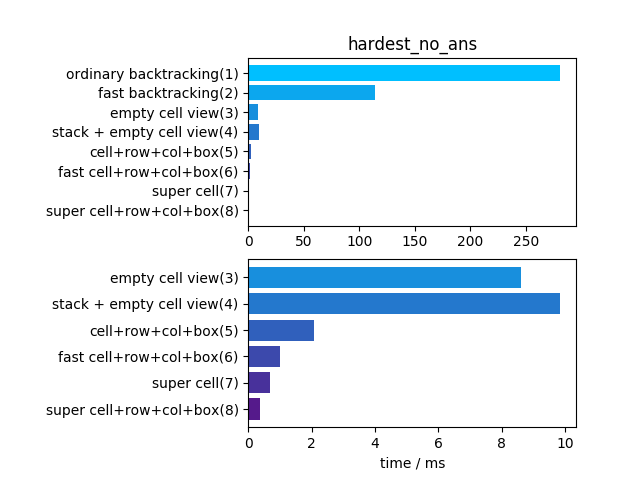 hardest_no_ans
ordinary backtracking(1)
fast backtracking(2)
empty cell view(3)
stack + empty cell view(4)
cell+row+col+box(5)
fast cell+row+col+box(6)
super cell(7)
super cell+row+col+box(8)
0 50 100 150 200 250
empty cell view(3)
stack + empty cell view(4)
cell+row+col+box(5)
fast cell+row+col+box(6)
super cell(7)
super cell+row+col+box(8)
0 2 4 6 8 10
time / ms